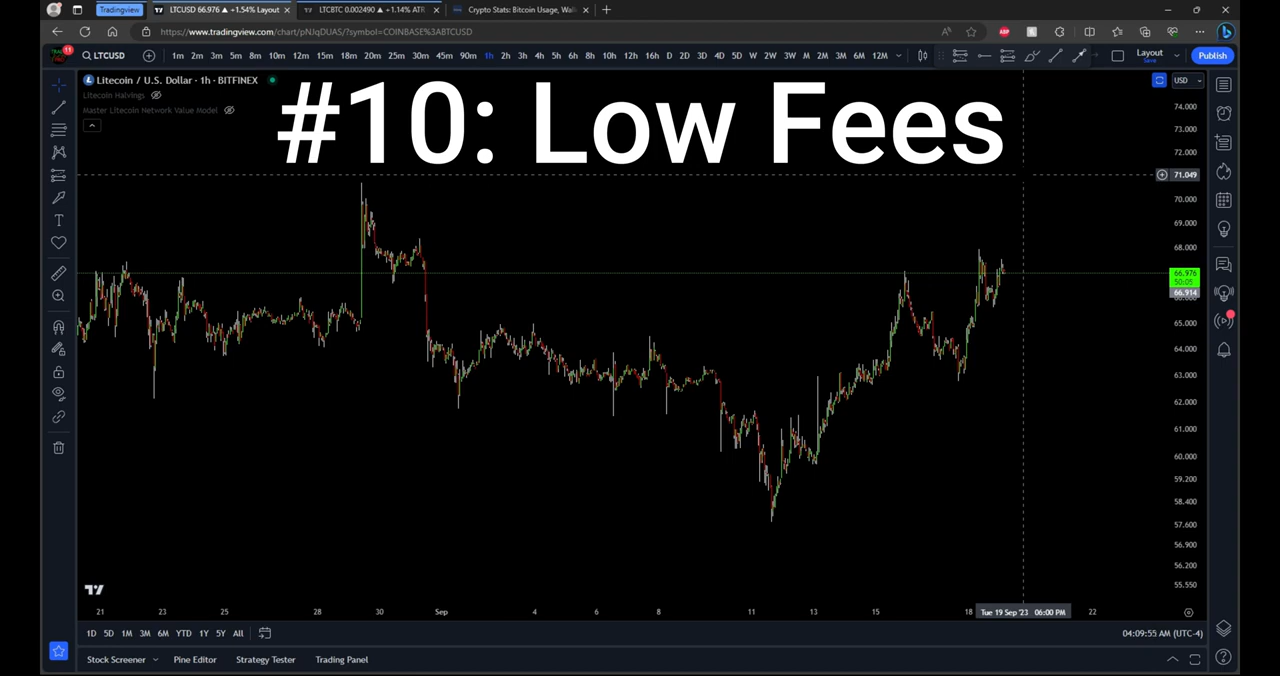 Tradingview
LTCUSD 66.976 ▲ +1.54% Layout
LTCBTC 0.002490 ▲ +1.14% ATR
Crypto Stats: Bitcoin Usage, Wal
https://www.tradingview.com/chart/pNJqDUAS/?symbol=COINBASE%3ABTCUSD
LTCUSD
1m 2m 3m 5m 8m 10m 12m 15m 18m 20m 25m 30m 45m 90m 1h 2h 3h 4h 5h 6h 8h 10h 12h 16h D 2D 3D 4D 5D W 2W 3W M 2M 3M 6M 12M
Layout
Save
Publish
Litecoin / U.S. Dollar · 1h · BITFINEX
USD
Litecoin Halvings
Master Litecoin Network Value Model
#10: Low Fees
74.000
73.000
72.000
71.049
70.000
69.000
68.000
66.976
50:05
66.914
66.000
65.000
64.000
63.000
62.000
61.000
60.000
59.200
58.400
57.600
56.900
56.200
55.550
21 23 25 28 30 Sep 4 6 8 11 13 15 18 Tue 19 Sep '23 06:00 PM 22
1D 5D 1M 3M 6M YTD 1Y 5Y All
04:09:55 AM (UTC-4)
Stock Screener Pine Editor Strategy Tester Trading Panel